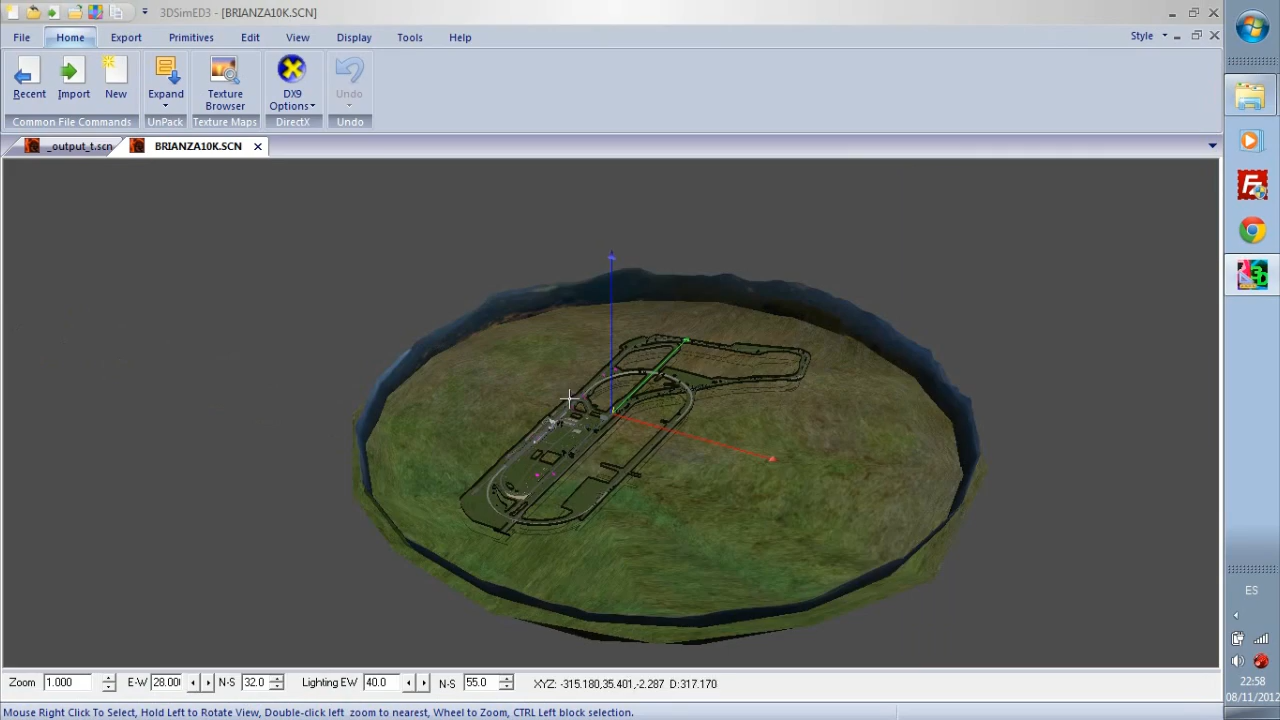 3DSimED3 - [BRIANZA10K.SCN]
File Home Export Primitives Edit View Display Tools Help Style
Recent Import New Expand Texture Browser DX9 Options Undo
Common File Commands UnPack Texture Maps DirectX Undo
_output_t.scn BRIANZA10K.SCN
Zoom 1.000 E-W 28.000 N-S 32.0 Lighting EW 40.0 N-S 55.0 XYZ: -315.180,35.401,-2.287 D:317.170
Mouse Right Click To Select, Hold Left to Rotate View, Double-click left zoom to nearest, Wheel to Zoom, CTRL Left block selection.
3D
ES
22:58
08/11/2012